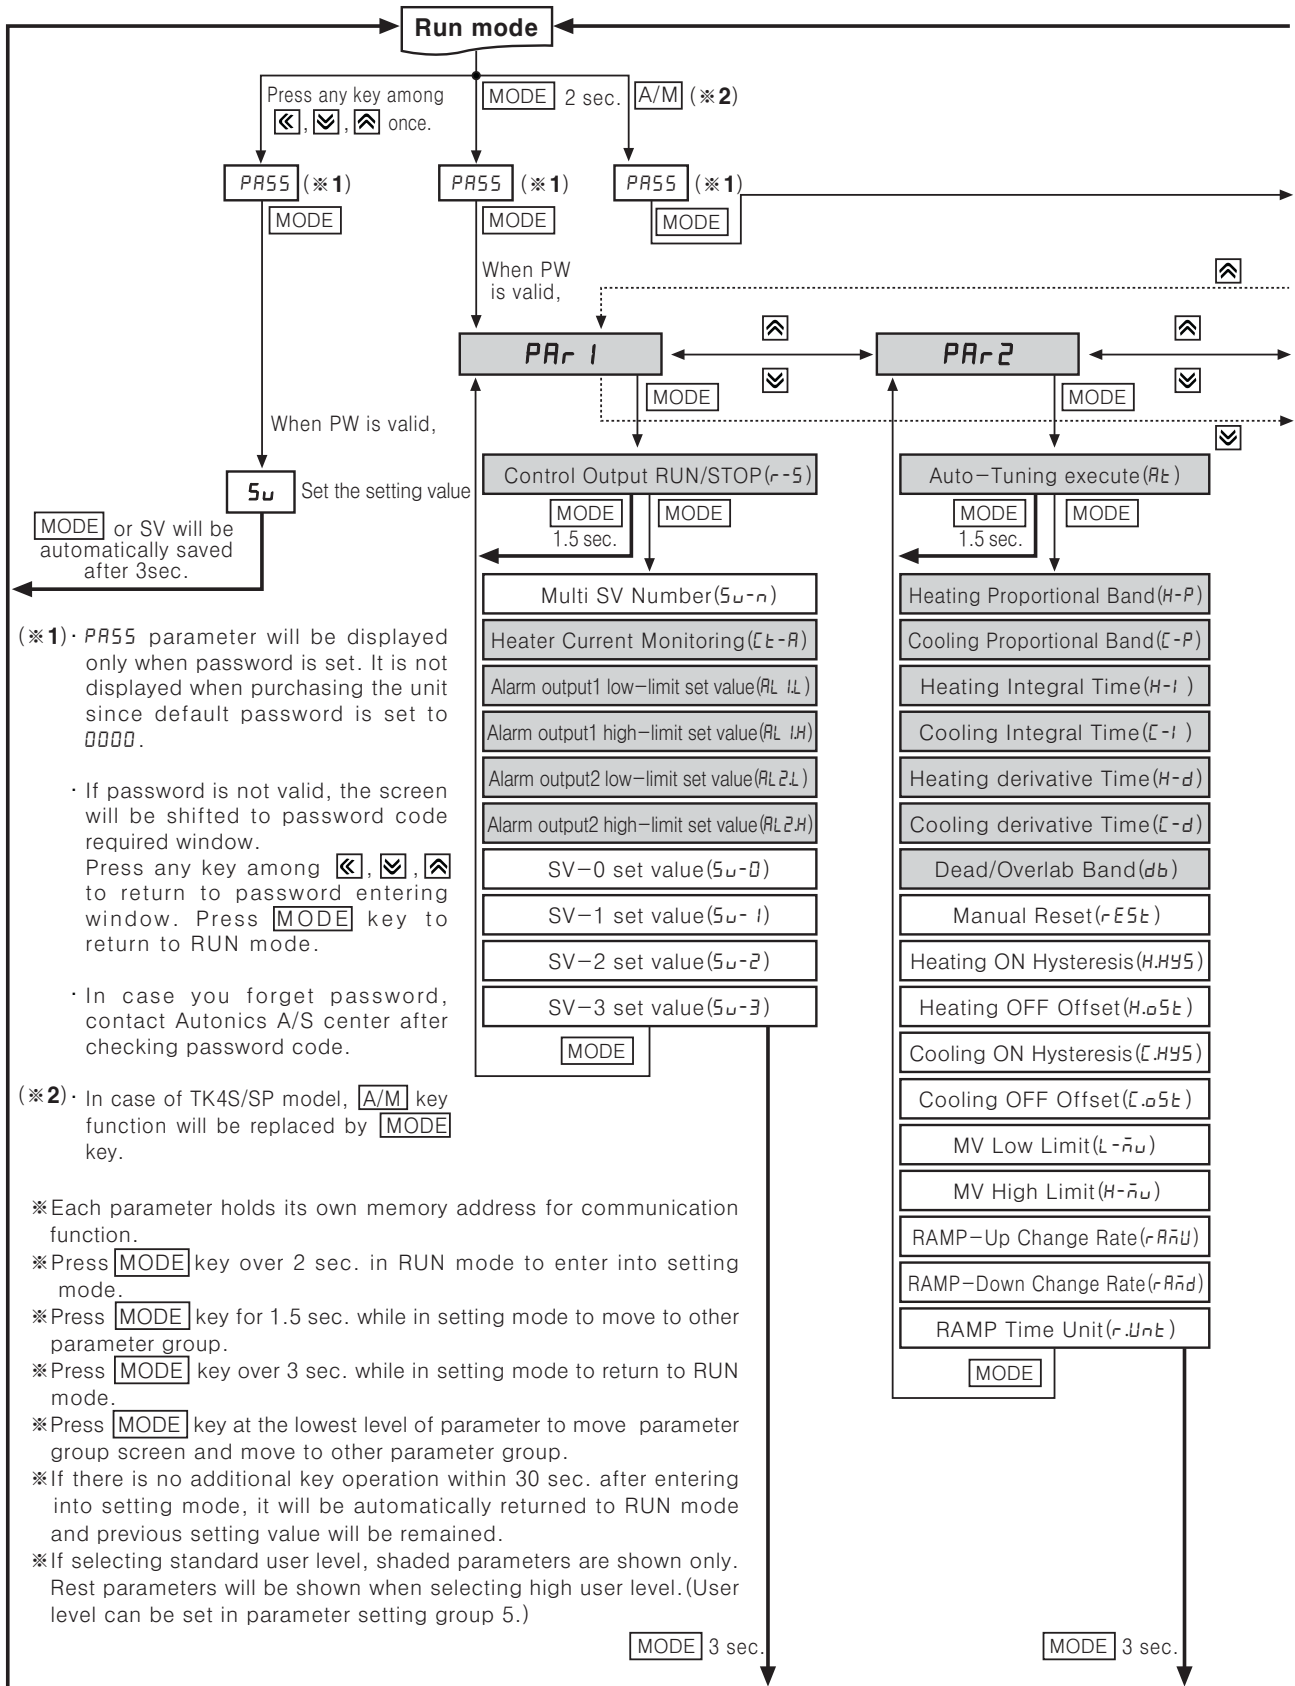 Run mode
Press any key among
, , once.
MODE 2 sec.
A/M (※2)
PASS (※1)
PASS (※1)
PASS (※1)
MODE
MODE
MODE
When PW
is valid,
PAr 1
PAr2
MODE
MODE
When PW is valid,
Sv
Set the setting value
MODE or SV will be
automatically saved
after 3sec.
Control Output RUN/STOP(r-S)
MODE
1.5 sec.
MODE
Multi SV Number(Sv-n)
Heater Current Monitoring(Ct-A)
Alarm output1 low-limit set value(AL1.L)
Alarm output1 high-limit set value(AL1.H)
Alarm output2 low-limit set value(AL2.L)
Alarm output2 high-limit set value(AL2.H)
SV-0 set value(Sv-0)
SV-1 set value(Sv-1)
SV-2 set value(Sv-2)
SV-3 set value(Sv-3)
MODE
Auto-Tuning execute(At)
MODE
1.5 sec.
MODE
Heating Proportional Band(H-P)
Cooling Proportional Band(C-P)
Heating Integral Time(H-I)
Cooling Integral Time(C-I)
Heating derivative Time(H-d)
Cooling derivative Time(C-d)
Dead/Overlab Band(db)
Manual Reset(rESt)
Heating ON Hysteresis(H.HYS)
Heating OFF Offset(H.oSt)
Cooling ON Hysteresis(C.HYS)
Cooling OFF Offset(C.oSt)
MV Low Limit(L-mv)
MV High Limit(H-mv)
RAMP-Up Change Rate(rAmU)
RAMP-Down Change Rate(rAmd)
RAMP Time Unit(r.Unt)
MODE
(※1)· PASS parameter will be displayed
only when password is set. It is not
displayed when purchasing the unit
since default password is set to
0000.
· If password is not valid, the screen
will be shifted to password code
required window.
Press any key among , ,
to return to password entering
window. Press MODE key to
return to RUN mode.
· In case you forget password,
contact Autonics A/S center after
checking password code.
(※2)· In case of TK4S/SP model, A/M key
function will be replaced by MODE
key.
※Each parameter holds its own memory address for communication
function.
※Press MODE key over 2 sec. in RUN mode to enter into setting
mode.
※Press MODE key for 1.5 sec. while in setting mode to move to other
parameter group.
※Press MODE key over 3 sec. while in setting mode to return to RUN
mode.
※Press MODE key at the lowest level of parameter to move parameter
group screen and move to other parameter group.
※If there is no additional key operation within 30 sec. after entering
into setting mode, it will be automatically returned to RUN mode
and previous setting value will be remained.
※If selecting standard user level, shaded parameters are shown only.
Rest parameters will be shown when selecting high user level.(User
level can be set in parameter setting group 5.)
MODE 3 sec.
MODE 3 sec.